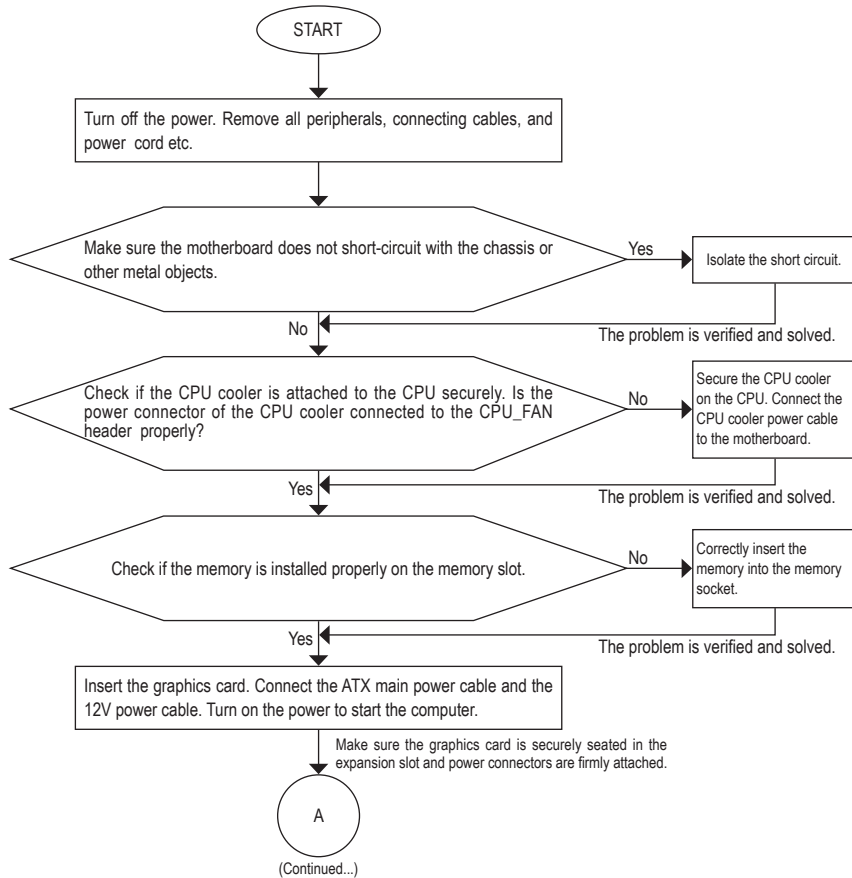 START
Turn off the power. Remove all peripherals, connecting cables, and
power cord etc.
Make sure the motherboard does not short-circuit with the chassis or
other metal objects.
Yes
Isolate the short circuit.
No
The problem is verified and solved.
Check if the CPU cooler is attached to the CPU securely. Is the
power connector of the CPU cooler connected to the CPU_FAN
header properly?
No
Secure the CPU cooler
on the CPU. Connect the
CPU cooler power cable
to the motherboard.
Yes
The problem is verified and solved.
Check if the memory is installed properly on the memory slot.
No
Correctly insert the
memory into the memory
socket.
Yes
The problem is verified and solved.
Insert the graphics card. Connect the ATX main power cable and the
12V power cable. Turn on the power to start the computer.
Make sure the graphics card is securely seated in the
expansion slot and power connectors are firmly attached.
A
(Continued...)